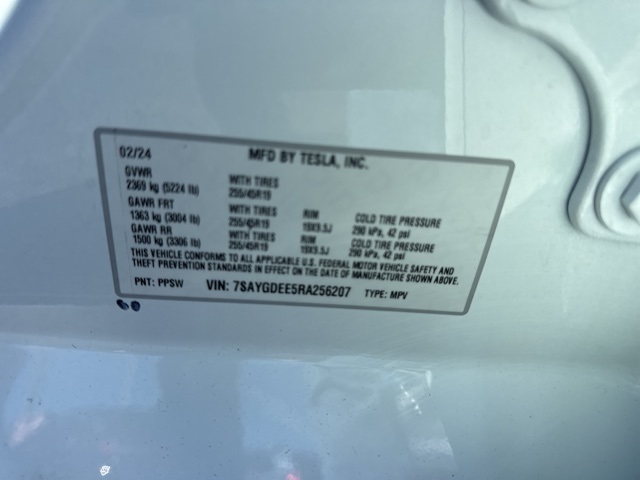 02/24 MFD BY TESLA, INC.
GVWR
2369 kg (5224 lb) WITH TIRES 255/45R19
GAWR FRT
1363 kg (3004 lb) WITH TIRES 255/45R19 RIM 19X9.5J COLD TIRE PRESSURE 290 kPa, 42 psi
GAWR RR
1500 kg (3306 lb) WITH TIRES 255/45R19 RIM 19X9.5J COLD TIRE PRESSURE 290 kPa, 42 psi
THIS VEHICLE CONFORMS TO ALL APPLICABLE U.S. FEDERAL MOTOR VEHICLE SAFETY AND
THEFT PREVENTION STANDARDS IN EFFECT ON THE DATE OF MANUFACTURE SHOWN ABOVE.
PNT: PPSW VIN: 7SAYGDEE5RA256207 TYPE: MPV